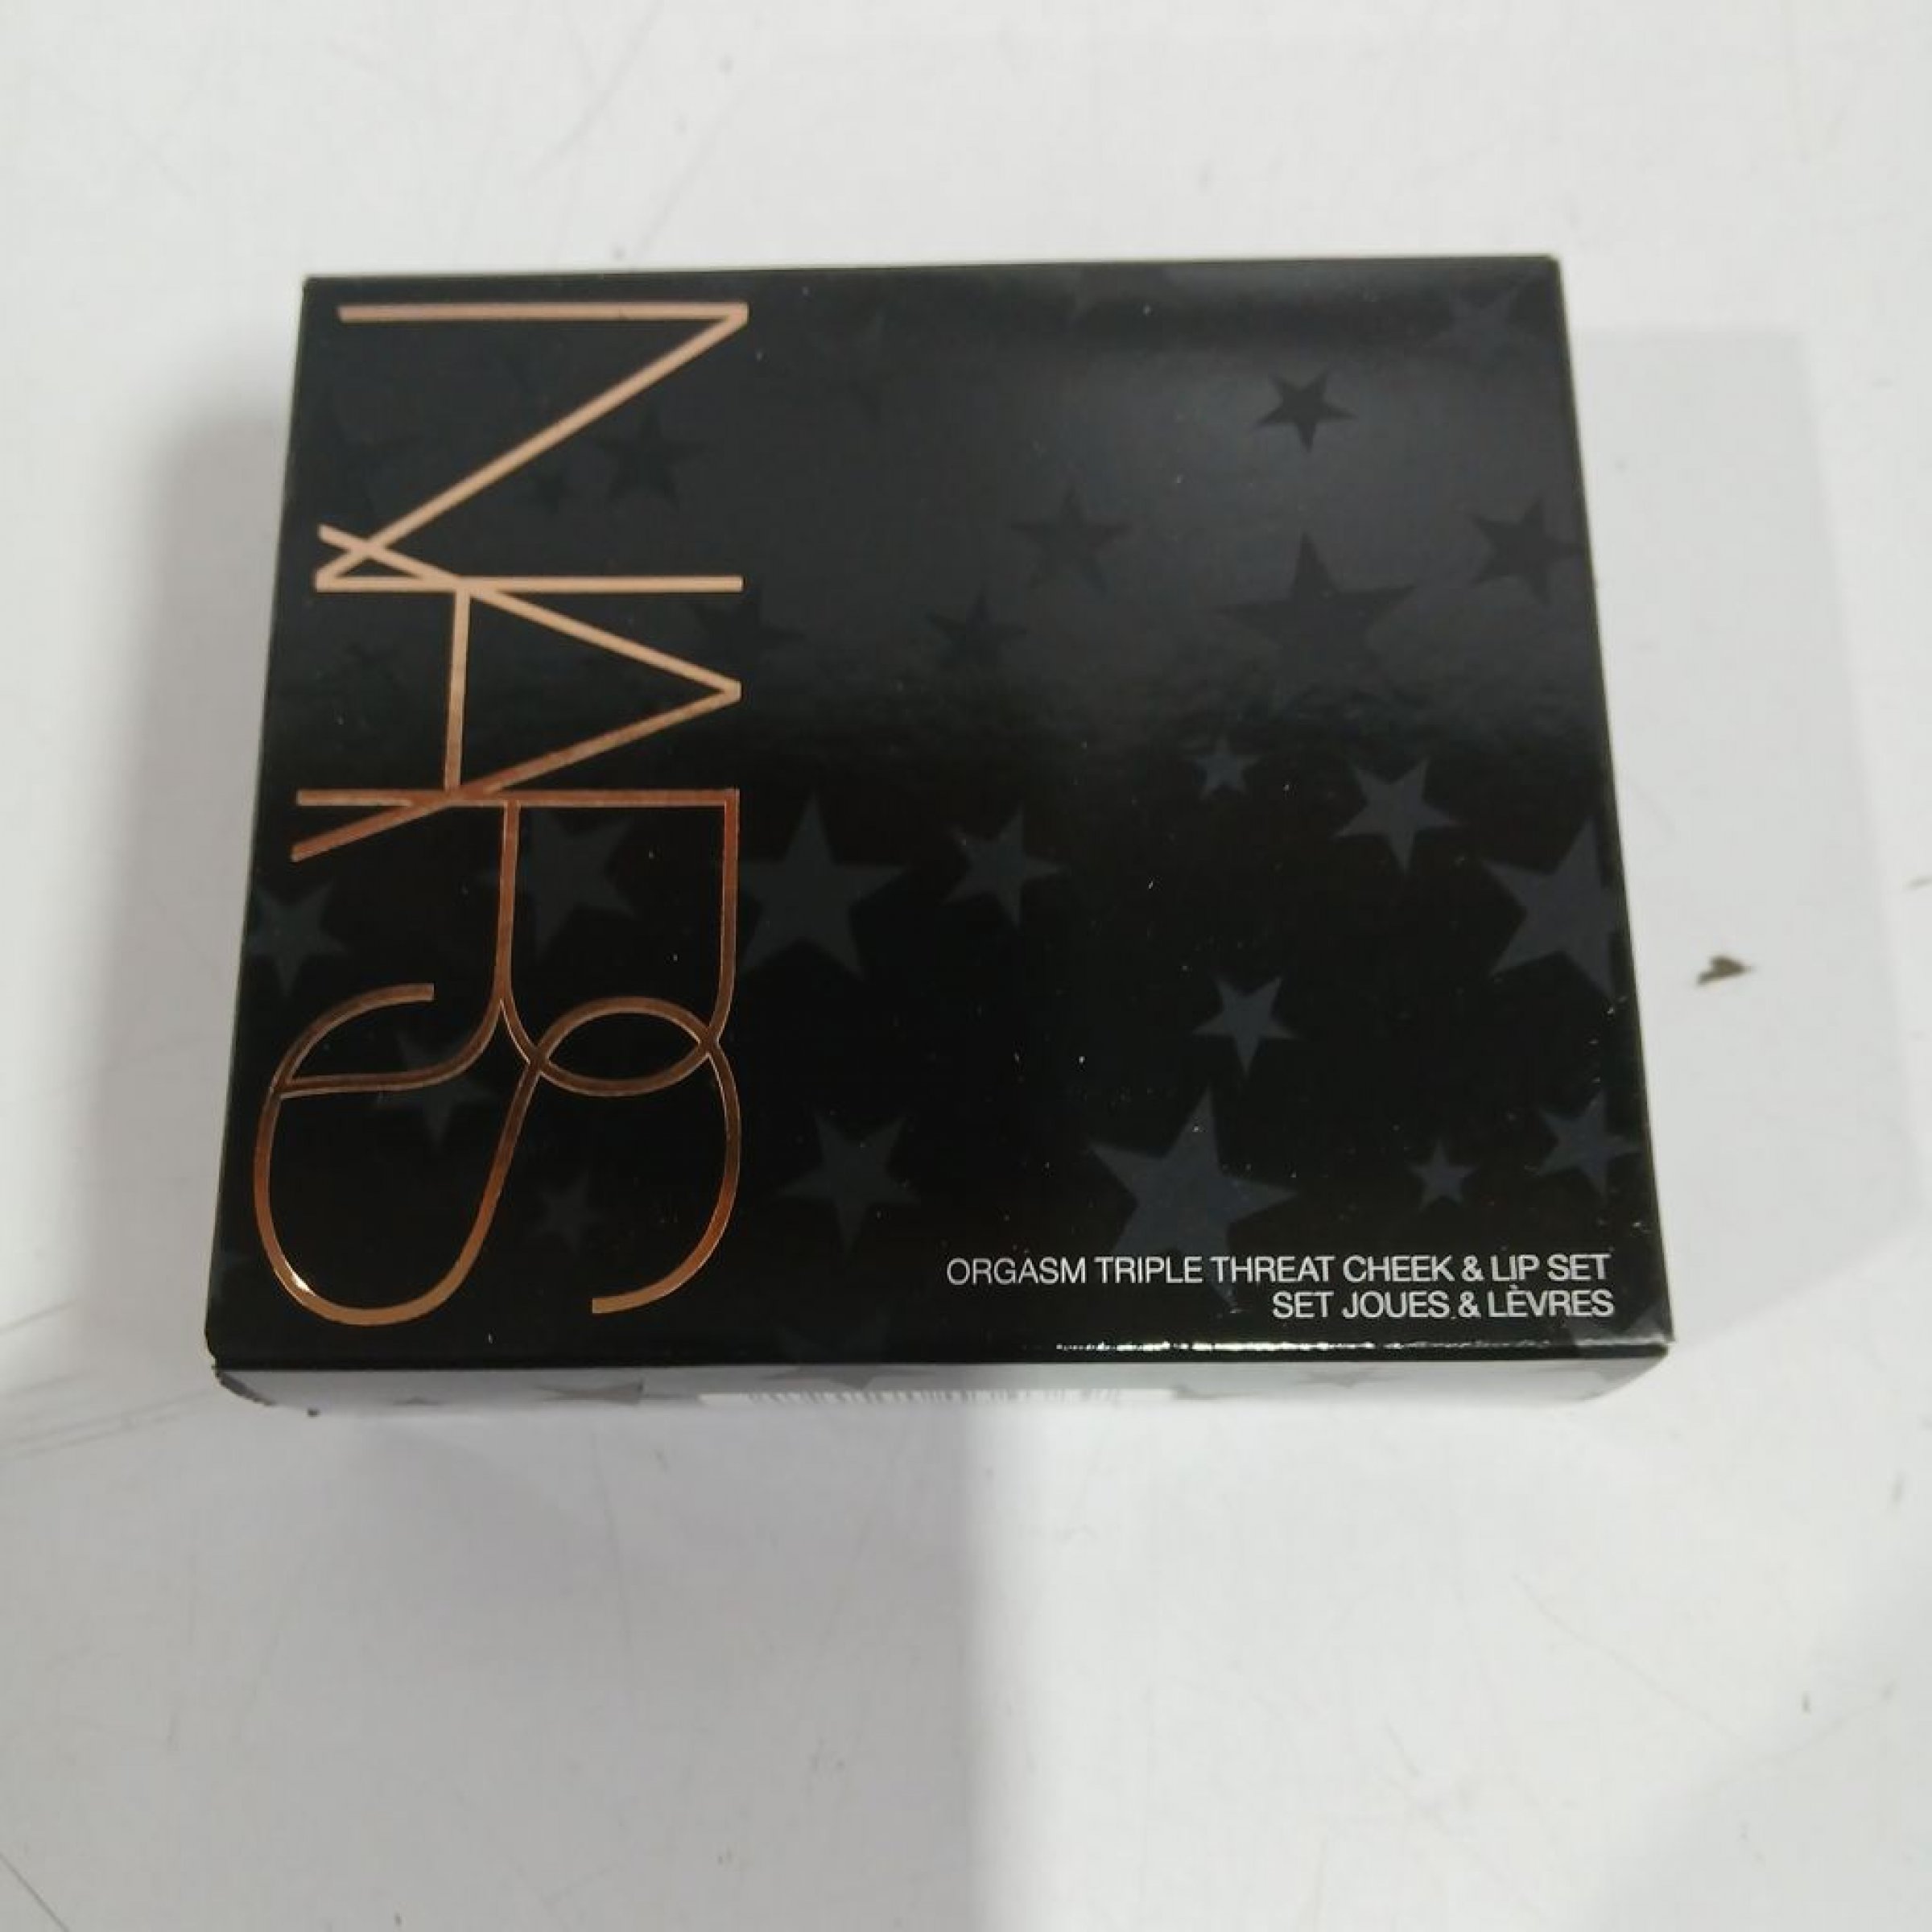 NARS
ORGASM TRIPLE THREAT CHEEK & LIP SET
SET JOUES & LÈVRES